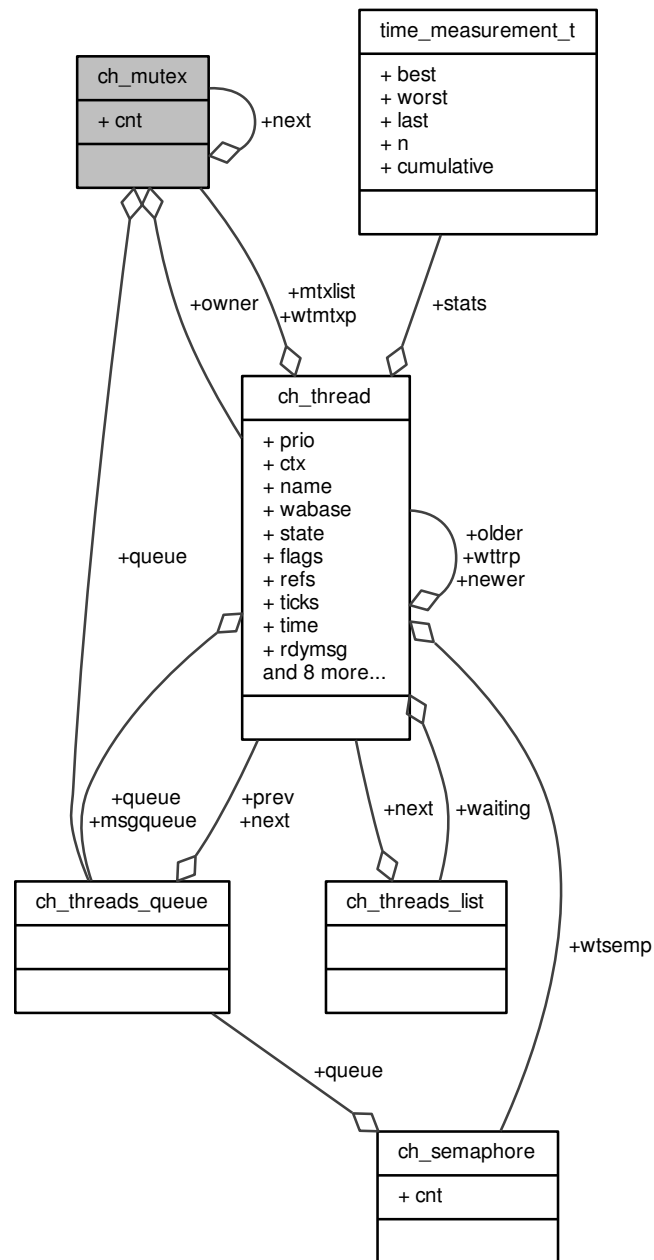 time_measurement_t
+ best
+ worst
+ last
+ n
+ cumulative
ch_mutex
+ cnt
+next
+owner
+mtxlist
+wtmtxp
+stats
ch_thread
+ prio
+ ctx
+ name
+ wabase
+ state
+ flags
+ refs
+ ticks
+ time
+ rdymsg
and 8 more...
+older
+wttrp
+newer
+queue
+queue
+msgqueue
+prev
+next
+next
+waiting
ch_threads_queue
ch_threads_list
+wtsemp
+queue
ch_semaphore
+ cnt